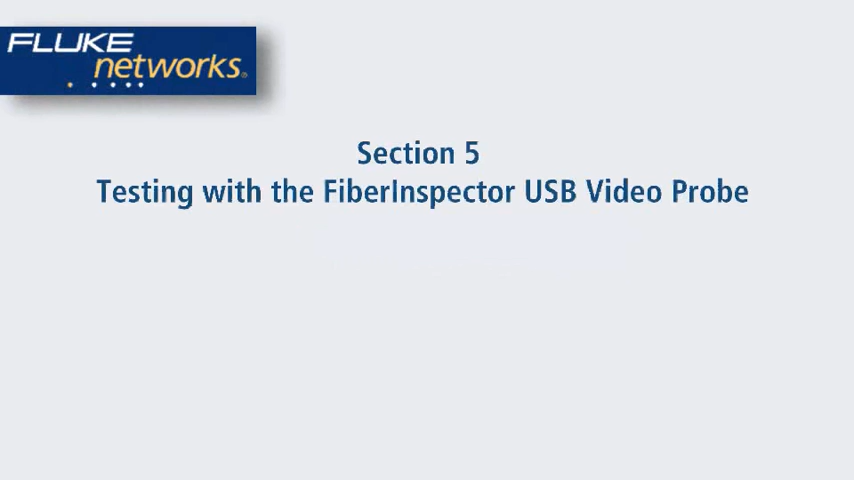 FLUKE
networks®
Section 5
Testing with the FiberInspector USB Video Probe